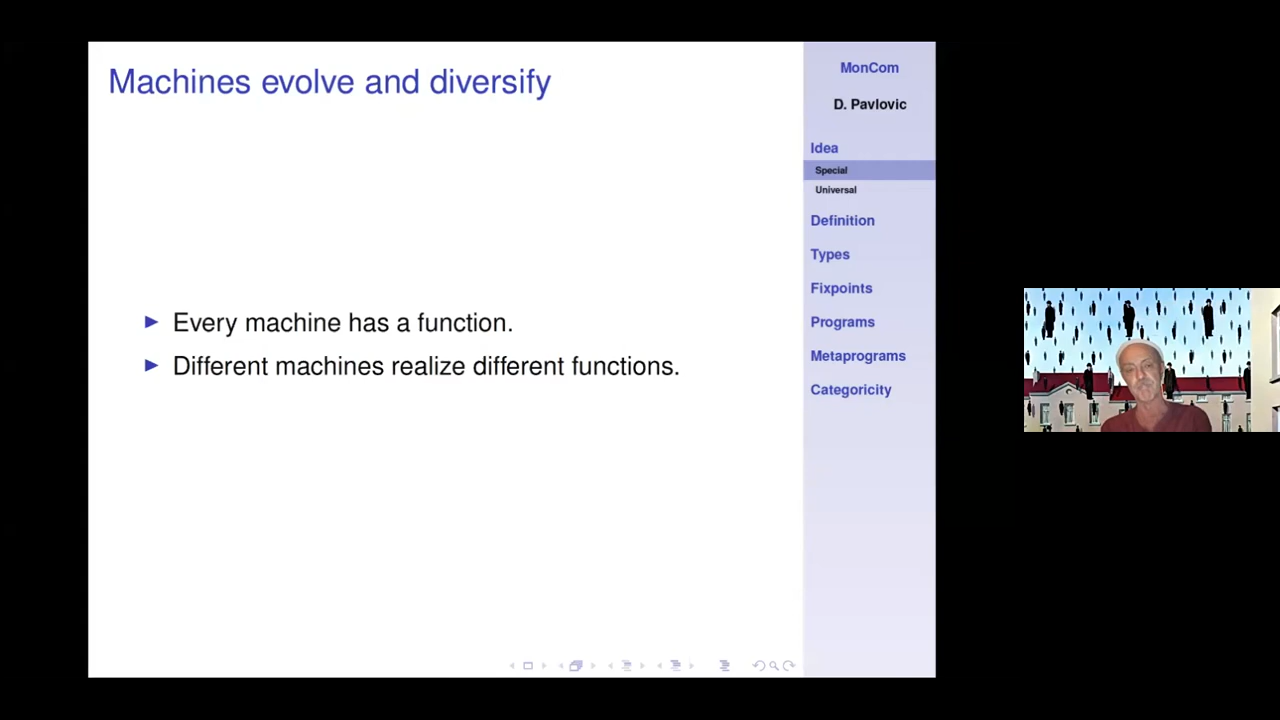 Machines evolve and diversify
Every machine has a function.
Different machines realize different functions.
MonCom
D. Pavlovic
Idea
Special
Universal
Definition
Types
Fixpoints
Programs
Metaprograms
Categoricity